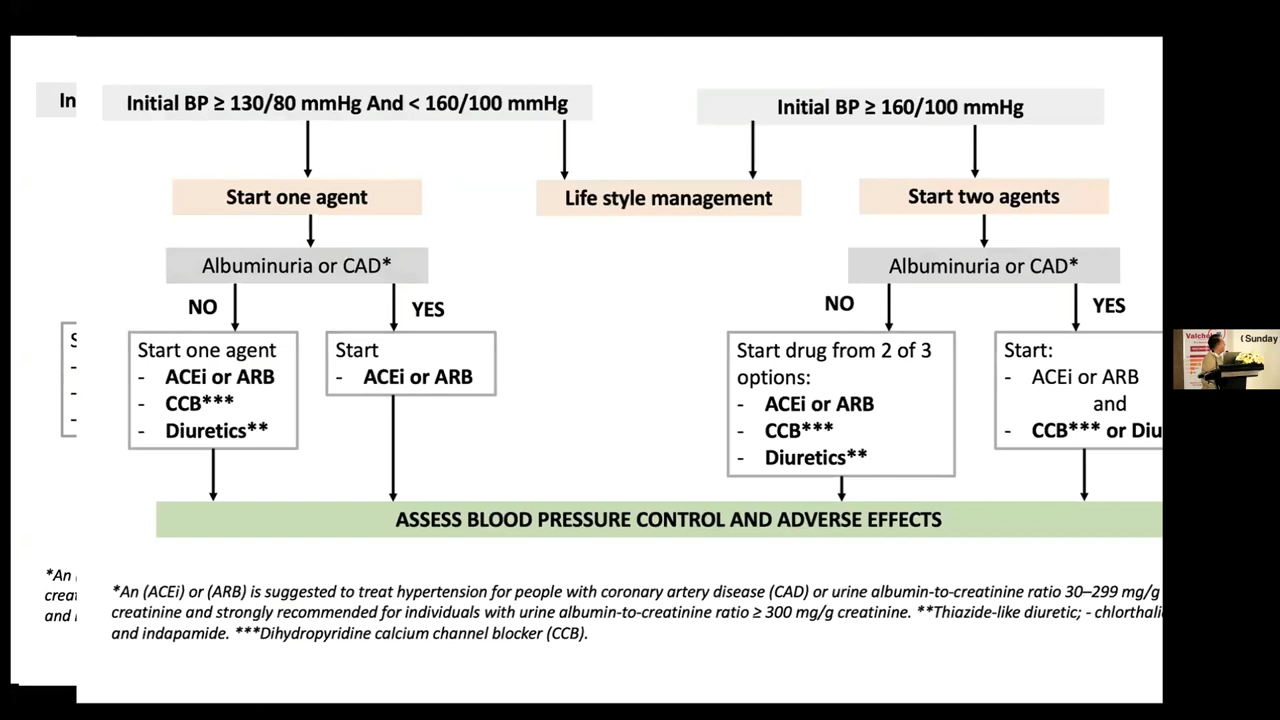 In
Initial BP ≥ 130/80 mmHg And < 160/100 mmHg
Initial BP ≥ 160/100 mmHg
Start one agent
Life style management
Start two agents
Albuminuria or CAD*
Albuminuria or CAD*
NO
YES
NO
YES
Start one agent
- ACEi or ARB
- CCB***
- Diuretics**
Start
- ACEi or ARB
Start drug from 2 of 3
options:
- ACEi or ARB
- CCB***
- Diuretics**
Start:
- ACEi or ARB
and
- CCB*** or Diu
ASSESS BLOOD PRESSURE CONTROL AND ADVERSE EFFECTS
*An
creat
and
*An (ACEi) or (ARB) is suggested to treat hypertension for people with coronary artery disease (CAD) or urine albumin-to-creatinine ratio 30–299 mg/g
creatinine and strongly recommended for individuals with urine albumin-to-creatinine ratio ≥ 300 mg/g creatinine. **Thiazide-like diuretic; - chlorthali
and indapamide. ***Dihydropyridine calcium channel blocker (CCB).
Sunday